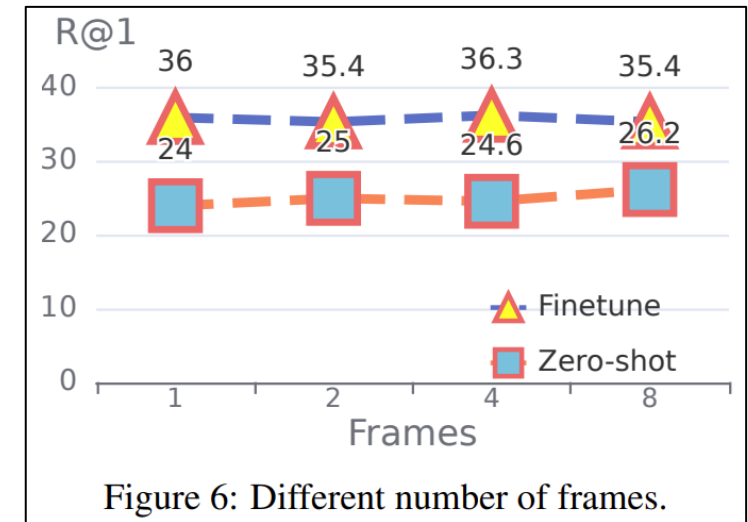 R@1
36 35.4 36.3 35.4
40
24 25 24.6 26.2
30
20
10
Finetune
Zero-shot
0
1 2 4 8
Frames
Figure 6: Different number of frames.